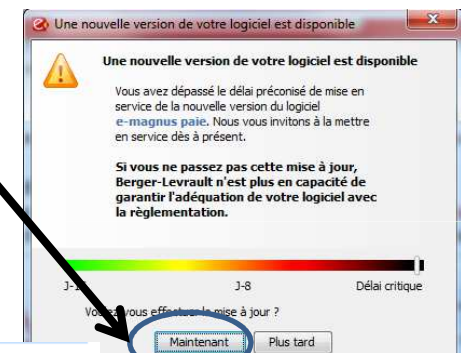 Une nouvelle version de votre logiciel est disponible
Une nouvelle version de votre logiciel est disponible
Vous avez dépassé le délai préconisé de mise en
service de la nouvelle version du logiciel
e-magnus paie. Nous vous invitons à la mettre
en service dès à présent.
Si vous ne passez pas cette mise à jour,
Berger-Levrault n'est plus en capacité de
garantir l'adéquation de votre logiciel avec
la règlementation.
J-8 Délai critique
vous effectuer la mise à jour ?
Maintenant Plus tard